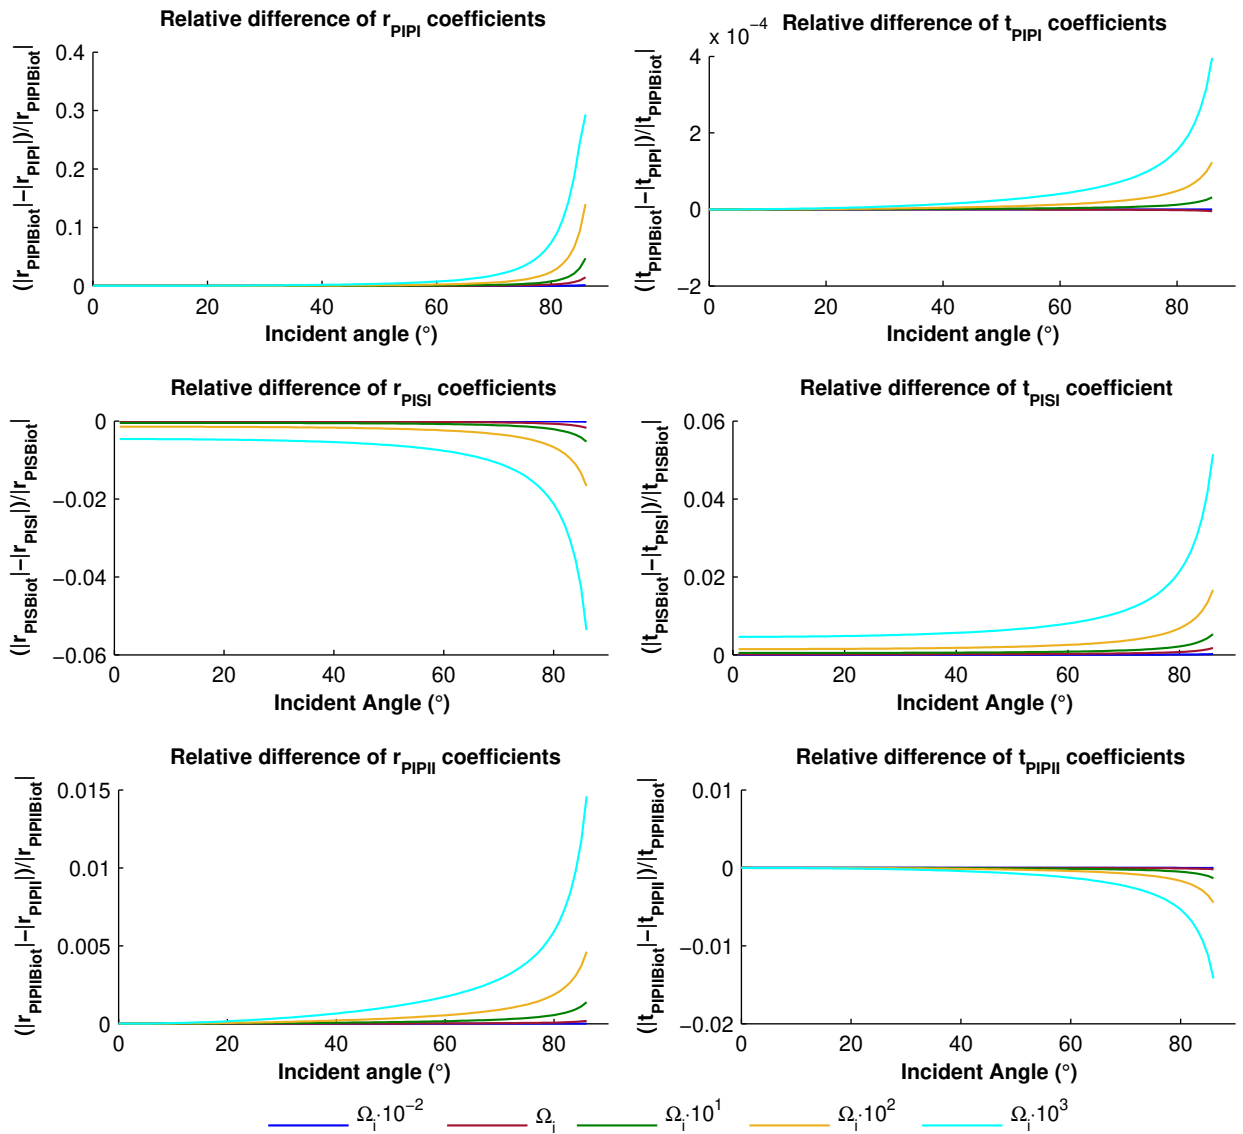 Relative difference of r_PIPI coefficients
(|r_PIPIBiot|−|r_PIPI|)/|r_PIPIBiot|
0.4
0.3
0.2
0.1
0
0 20 40 60 80
Incident angle (°)
Relative difference of t_PIPI coefficients
x 10^−4
(|t_PIPIBiot|−|t_PIPI|)/|t_PIPIBiot|
4
2
0
−2
0 20 40 60 80
Incident angle (°)
Relative difference of r_PISI coefficients
(|r_PISBiot|−|r_PISI|)/|r_PISBiot|
0
−0.02
−0.04
−0.06
20 40 60 80
Incident Angle (°)
Relative difference of t_PISI coefficient
(|t_PISBiot|−|t_PISI|)/|t_PISBiot|
0.06
0.04
0.02
0
0 20 40 60 80
Incident Angle (°)
Relative difference of r_PIPII coefficients
(|r_PIPIIBiot|−|r_PIPII|)/|r_PIPIIBiot|
0.015
0.01
0.005
0
0 20 40 60 80
Incident angle (°)
Relative difference of t_PIPII coefficients
(|t_PIPIIBiot|−|t_PIPII|)/|t_PIPIIBiot|
0.01
0
−0.01
−0.02
0 20 40 60 80
Incident Angle (°)
Ω_i·10^−2 Ω_i Ω_i·10^1 Ω_i·10^2 Ω_i·10^3